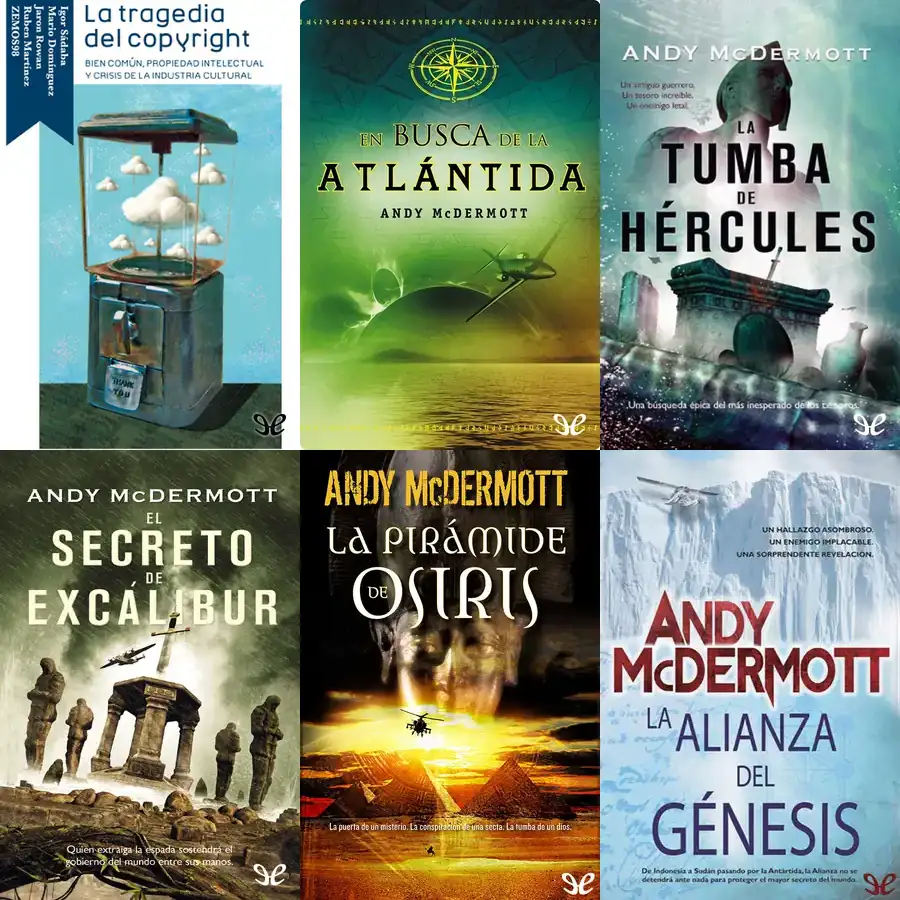 Igor Sádaba
Mario Domínguez
Jaron Rowan
Ruben Martínez
ZEMOS98
La tragedia
del copyright
BIEN COMÚN, PROPIEDAD INTELECTUAL
Y CRISIS DE LA INDUSTRIA CULTURAL
THANK
YOU
EN BUSCA DE LA
ATLÁNTIDA
ANDY McDERMOTT
ANDY McDERMOTT
Un antiguo guerrero.
Un tesoro increíble.
Un enemigo letal.
LA
TUMBA
DE
HÉRCULES
Una búsqueda épica del más inesperado de los tesoros.
ANDY McDERMOTT
EL
SECRETO
DE
EXCÁLIBUR
Quien extraiga la espada sostendrá el
gobierno del mundo entre sus manos.
ANDY McDERMOTT
LA PIRÁMIDE
DE
OSIRIS
La puerta de un misterio. La conspiración de una secta. La tumba de un dios.
UN HALLAZGO ASOMBROSO.
UN ENEMIGO IMPLACABLE.
UNA SORPRENDENTE REVELACION.
ANDY
McDERMOTT
LA
ALIANZA
DEL
GÉNESIS
De Indonesia a Sudán pasando por la Antártida, la Alianza no se
detendrá ante nada para proteger el mayor secreto del mundo.